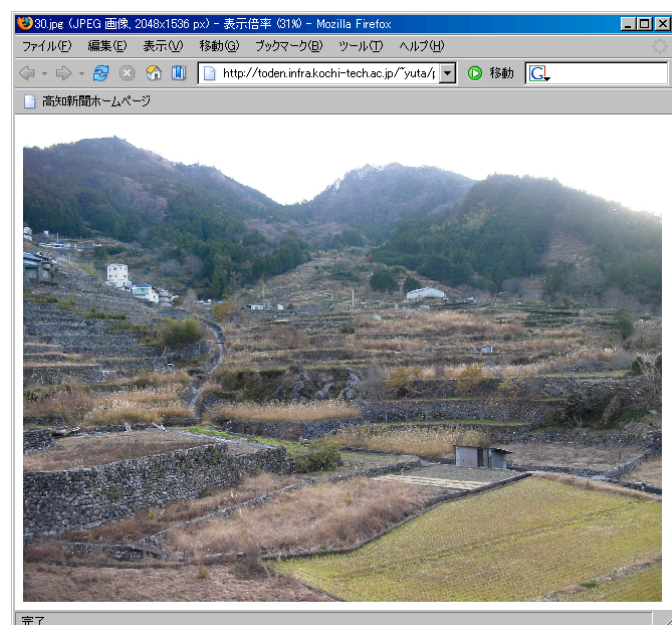 30.jpg (JPEG 画像, 2048x1536 px) - 表示倍率 (31%) - Mozilla Firefox
ファイル(F) 編集(E) 表示(V) 移動(G) ブックマーク(B) ツール(T) ヘルプ(H)
http://toden.infra.kochi-tech.ac.jp/~yuta/ 移動 G
高知新聞ホームページ
完了